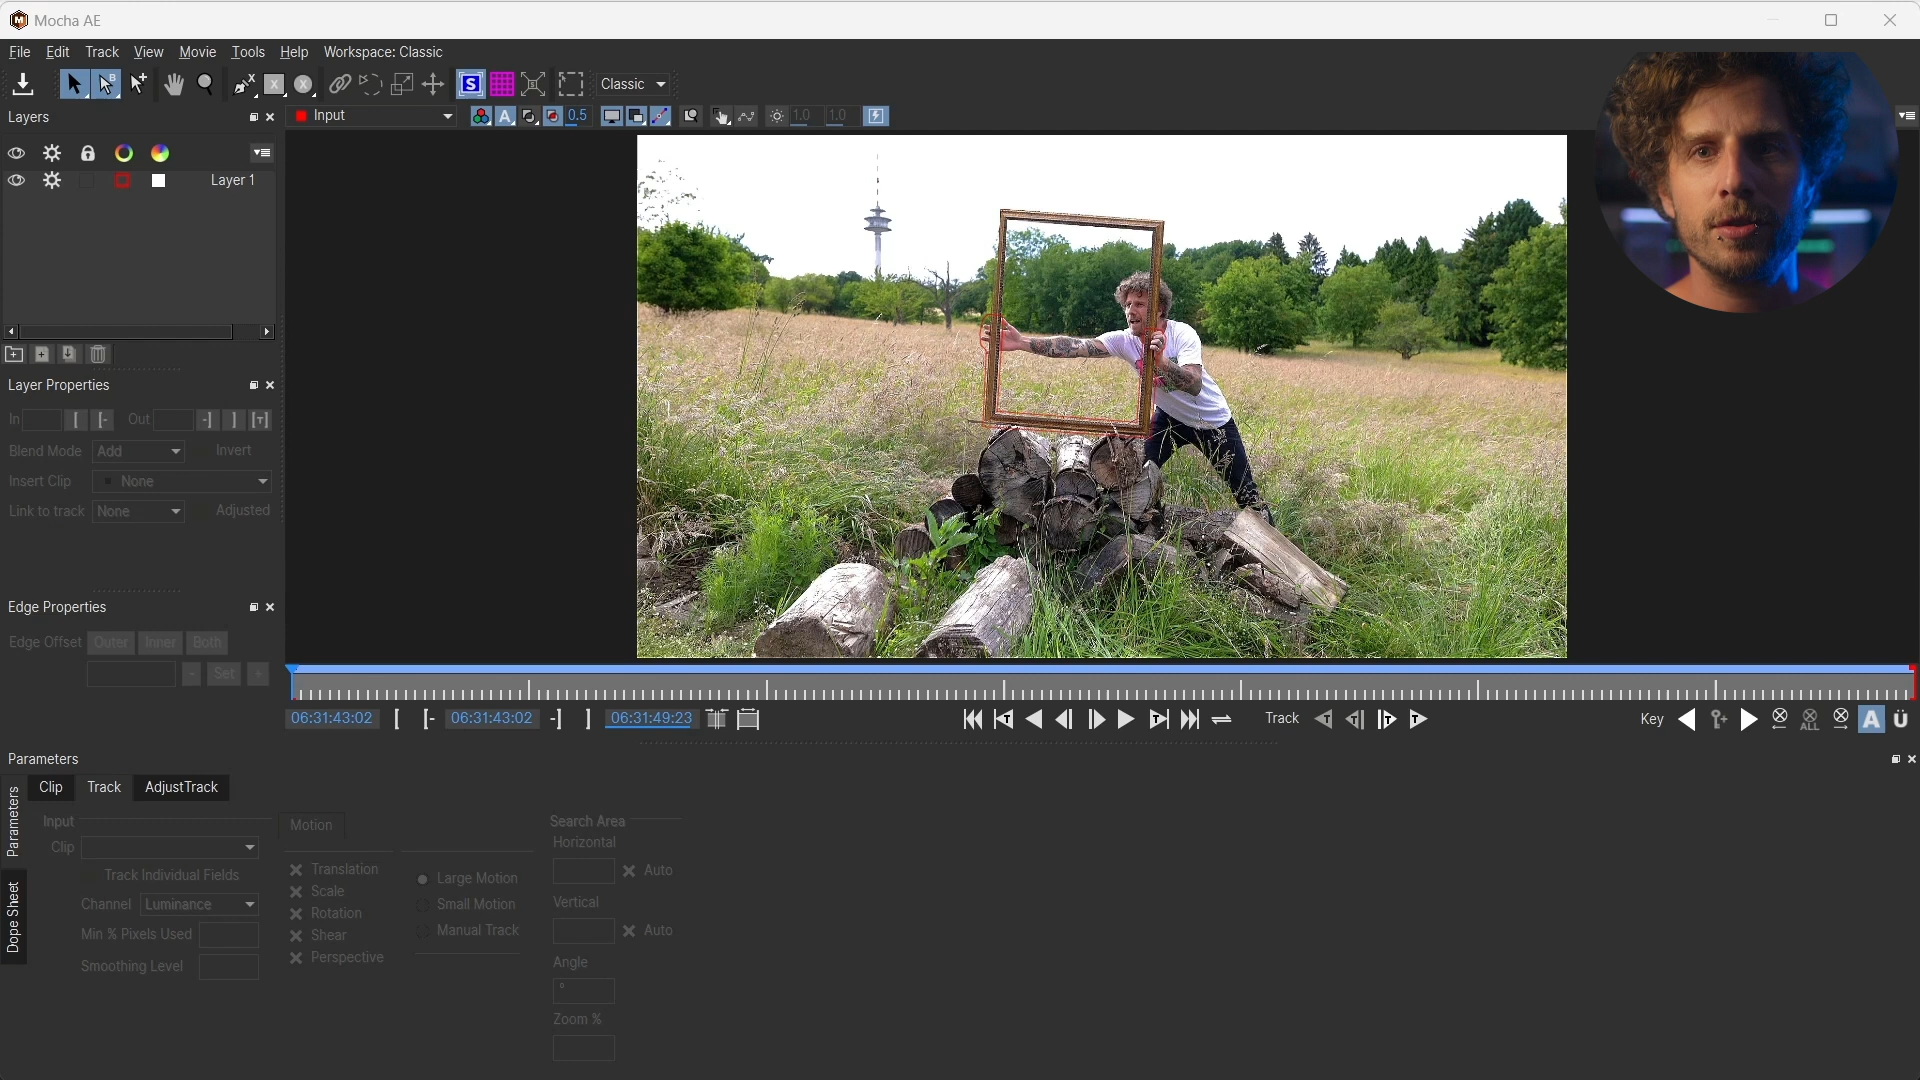 Mocha AE
File Edit Track View Movie Tools Help Workspace: Classic
S Classic
Layers
Input A 0.5 1.0 1.0
Layer 1
Layer Properties
In Out
Blend Mode Add Invert
Insert Clip None
Link to track None Adjusted
Edge Properties
Edge Offset Outer Inner Both
- Set +
06:31:43:02 [ [- 06:31:43:02 -] ] 06:31:49:23 Track Key ALL A Ü
Parameters
Clip Track AdjustTrack
Parameters
Dope Sheet
Input
Clip
Track Individual Fields
Channel Luminance
Min % Pixels Used
Smoothing Level
Motion
Translation
Scale
Rotation
Shear
Perspective
Large Motion
Small Motion
Manual Track
Search Area
Horizontal
Auto
Vertical
Auto
Angle
°
Zoom %